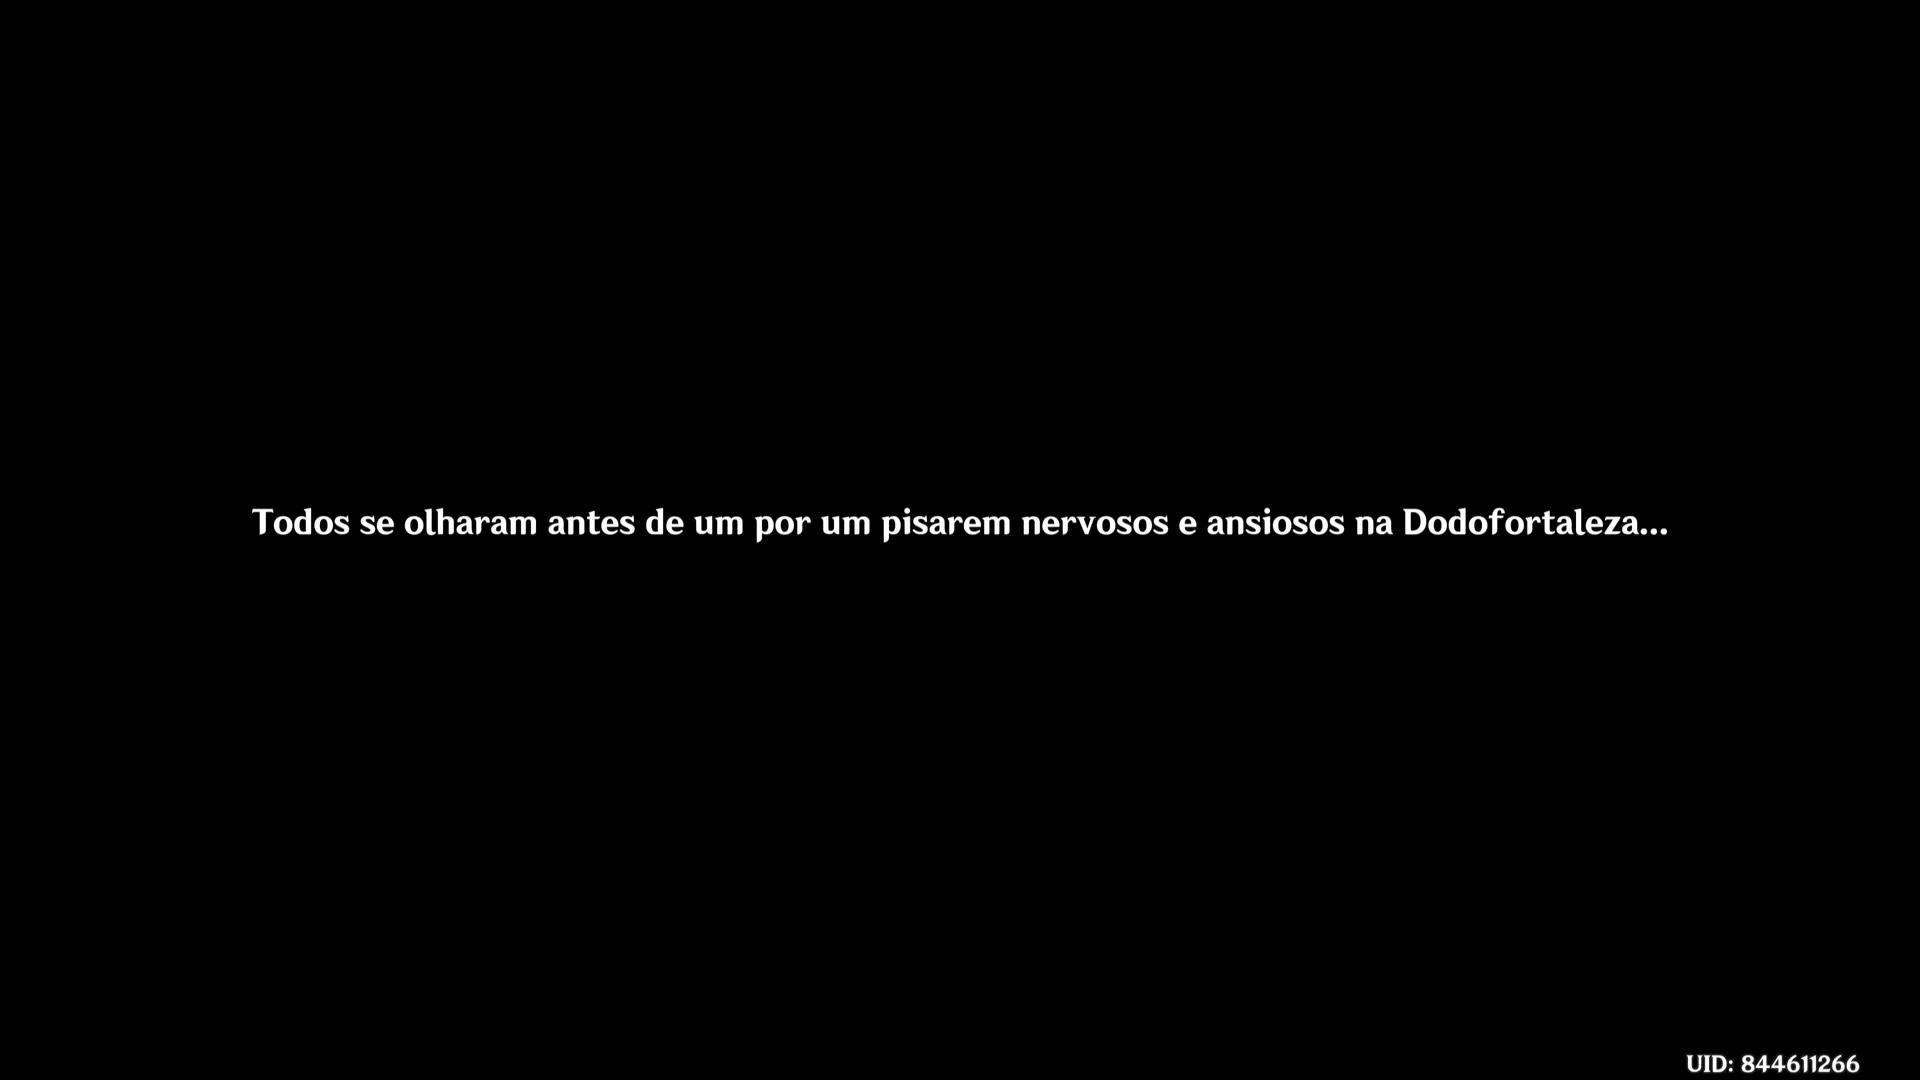 Todos se olharam antes de um por um pisarem nervosos e ansiosos na Dodofortaleza...
UID: 844611266